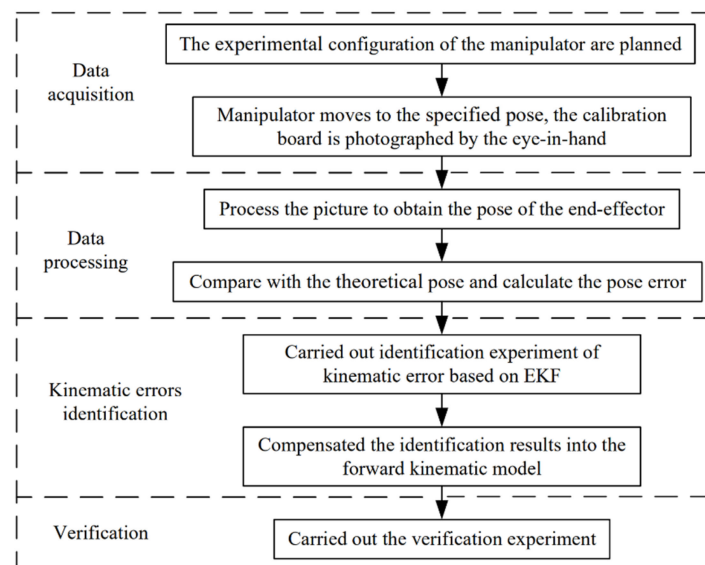 The experimental configuration of the manipulator are planned
Data
acquisition
Manipulator moves to the specified pose, the calibration
board is photographed by the eye-in-hand
Process the picture to obtain the pose of the end-effector
Data
processing
Compare with the theoretical pose and calculate the pose error
Carried out identification experiment of
kinematic error based on EKF
Kinematic errors
identification
Compensated the identification results into the
forward kinematic model
Verification
Carried out the verification experiment